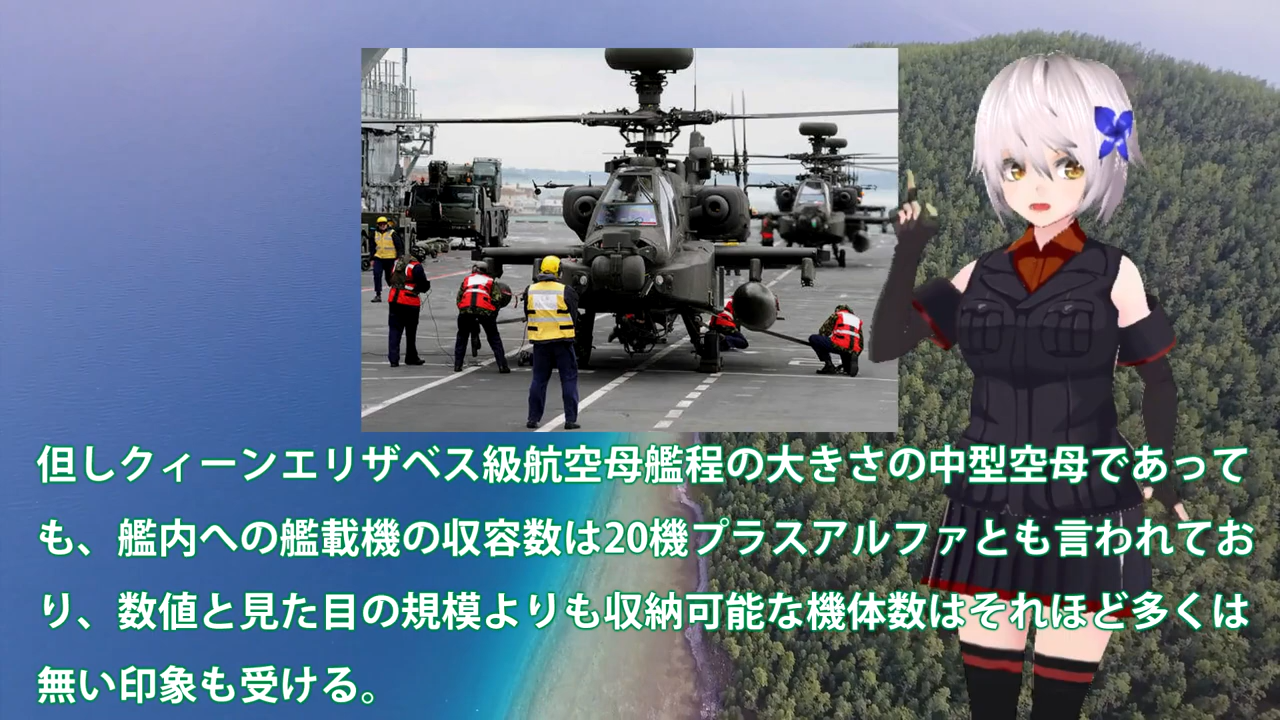 但しクィーンエリザベス級航空母艦程の大きさの中型空母であって
も、艦内への艦載機の収容数は20機プラスアルファとも言われてお
り、数値と見た目の規模よりも収納可能な機体数はそれほど多くは
無い印象も受ける。